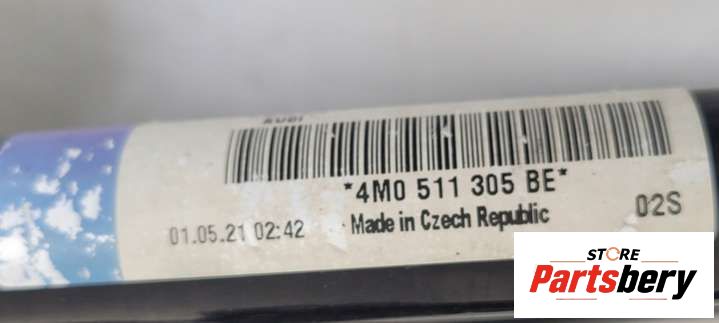 *4M0 511 305 BE*
01.05.21 02:42 Made in Czech Republic 02S
STORE
Partsbery